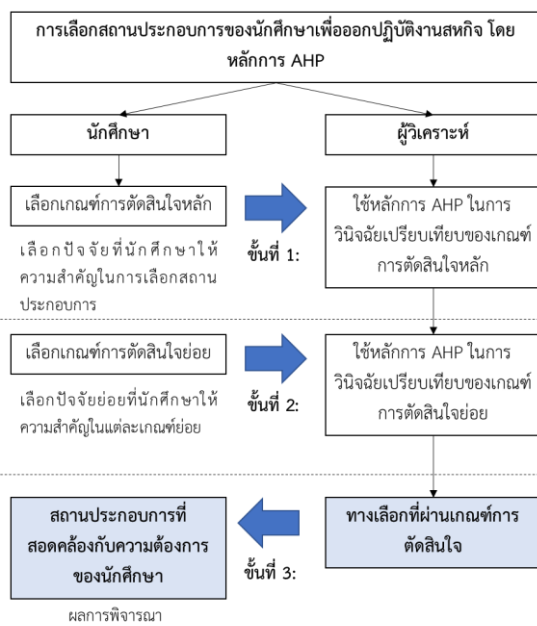 การเลือกสถานประกอบการของนักศึกษาเพื่อออกปฏิบัติงานสหกิจ โดย
หลักการ AHP
นักศึกษา
ผู้วิเคราะห์
เลือกเกณฑ์การตัดสินใจหลัก
เลือกปัจจัยที่นักศึกษาให้
ความสำคัญในการเลือกสถาน
ประกอบการ
ขั้นที่ 1:
ใช้หลักการ AHP ในการ
วินิจฉัยเปรียบเทียบของเกณฑ์
การตัดสินใจหลัก
เลือกเกณฑ์การตัดสินใจย่อย
เลือกปัจจัยย่อยที่นักศึกษาให้
ความสำคัญในแต่ละเกณฑ์ย่อย
ขั้นที่ 2:
ใช้หลักการ AHP ในการ
วินิจฉัยเปรียบเทียบของเกณฑ์
การตัดสินใจย่อย
สถานประกอบการที่
สอดคล้องกับความต้องการ
ของนักศึกษา
ผลการพิจารณา
ขั้นที่ 3:
ทางเลือกที่ผ่านเกณฑ์การ
ตัดสินใจ